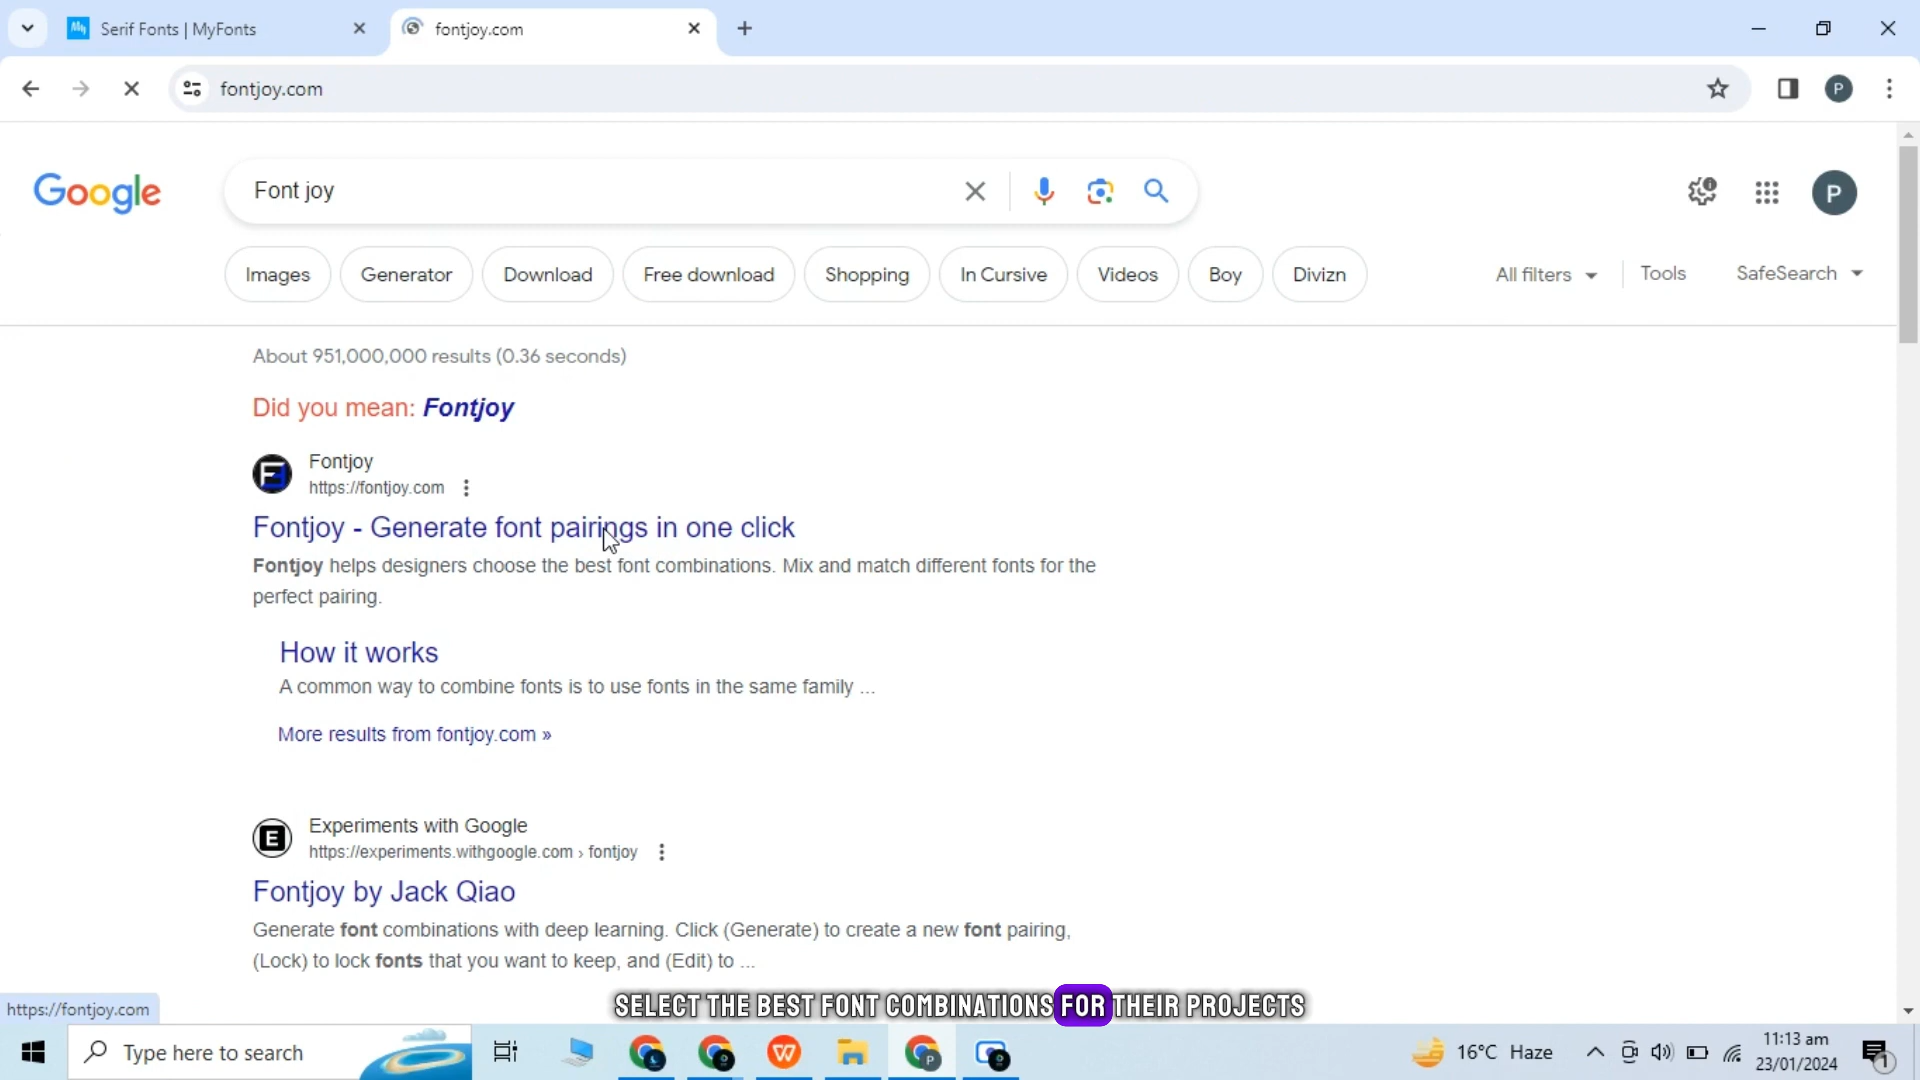 Serif Fonts | MyFonts
fontjoy.com
fontjoy.com
P
Google
Font joy
P
Images
Generator
Download
Free download
Shopping
In Cursive
Videos
Boy
Divizn
All filters
Tools
SafeSearch
About 951,000,000 results (0.36 seconds)
Did you mean: Fontjoy
Fontjoy
https://fontjoy.com
Fontjoy - Generate font pairings in one click
Fontjoy helps designers choose the best font combinations. Mix and match different fonts for the
perfect pairing.
How it works
A common way to combine fonts is to use fonts in the same family ...
More results from fontjoy.com »
E
Experiments with Google
https://experiments.withgoogle.com › fontjoy
Fontjoy by Jack Qiao
Generate font combinations with deep learning. Click (Generate) to create a new font pairing,
(Lock) to lock fonts that you want to keep, and (Edit) to ...
https://fontjoy.com
SELECT THE BEST FONT COMBINATIONS FOR THEIR PROJECTS
Type here to search
W
P
16°C Haze
11:13 am
23/01/2024
1